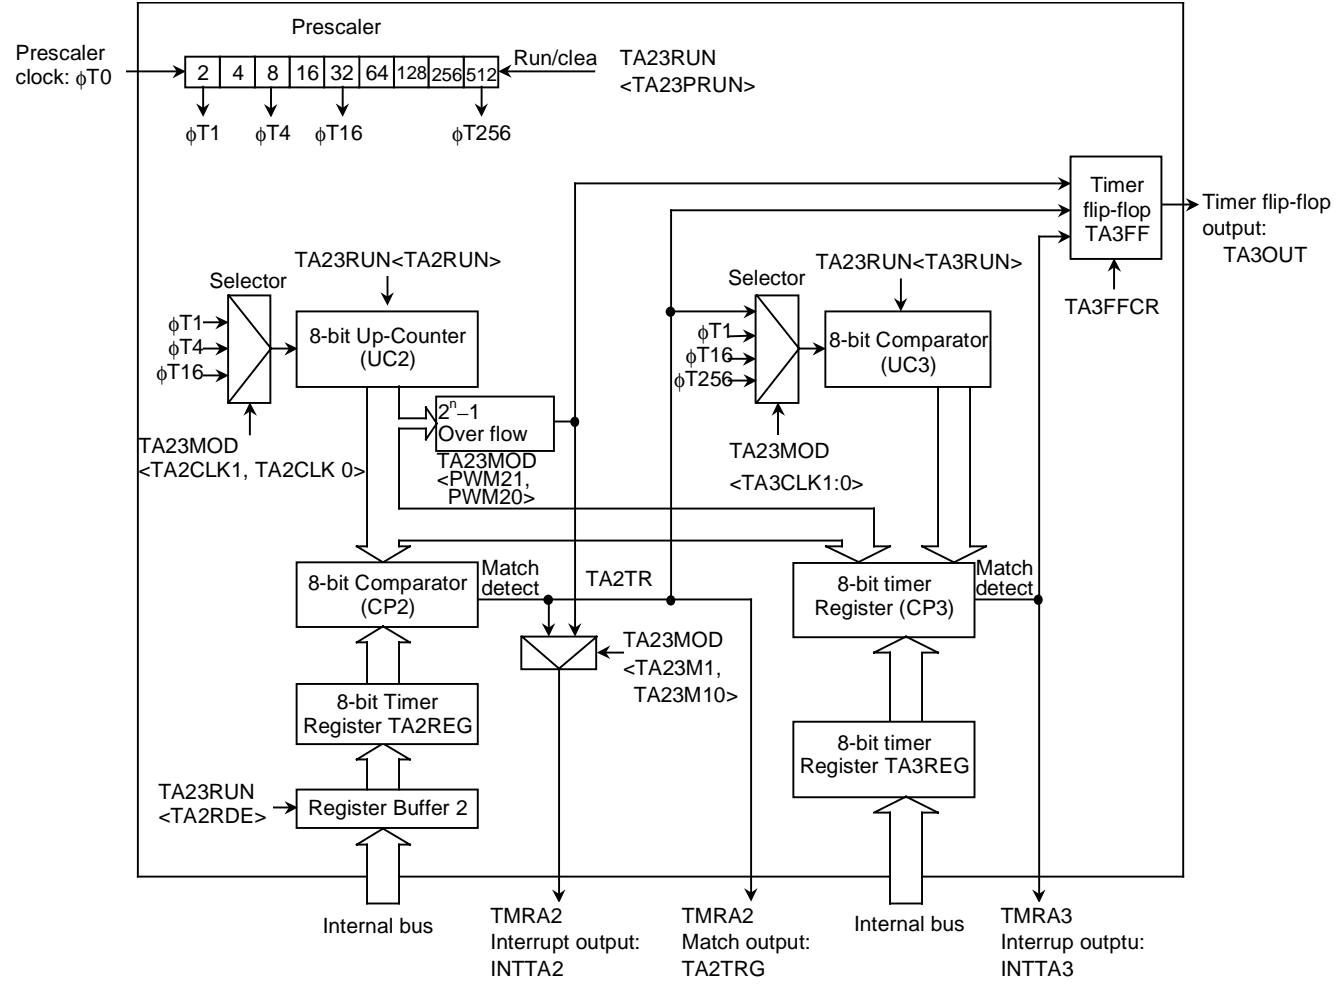 Prescaler
Prescaler
clock: ϕT0
2 4 8 16 32 64 128 256 512
Run/clea
TA23RUN
<TA23PRUN>
ϕT1 ϕT4 ϕT16 ϕT256
Timer
flip-flop
TA3FF
Timer flip-flop
output:
TA3OUT
TA3FFCR
TA23RUN<TA2RUN>
Selector
ϕT1
ϕT4
ϕT16
8-bit Up-Counter
(UC2)
TA23MOD
<TA2CLK1, TA2CLK 0>
2ⁿ–1
Over flow
TA23MOD
<PWM21,
PWM20>
TA23RUN<TA3RUN>
Selector
ϕT1
ϕT16
ϕT256
8-bit Comparator
(UC3)
TA23MOD
<TA3CLK1:0>
8-bit Comparator
(CP2)
Match
detect
TA2TR
8-bit timer
Register (CP3)
Match
detect
TA23MOD
<TA23M1,
TA23M10>
8-bit Timer
Register TA2REG
8-bit timer
Register TA3REG
TA23RUN
<TA2RDE>
Register Buffer 2
Internal bus
TMRA2
Interrupt output:
INTTA2
TMRA2
Match output:
TA2TRG
Internal bus
TMRA3
Interrup outptu:
INTTA3